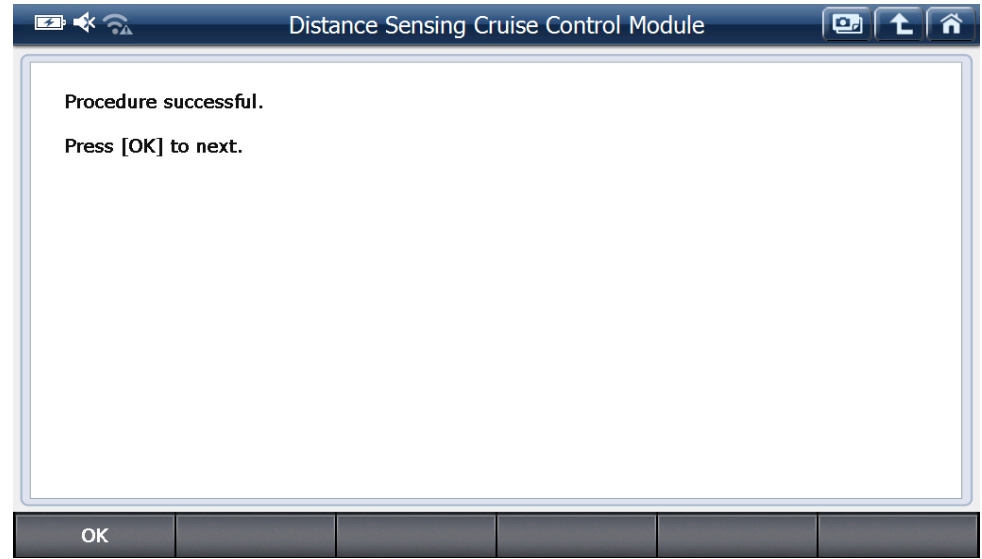 Distance Sensing Cruise Control Module
Procedure successful.
Press [OK] to next.
OK